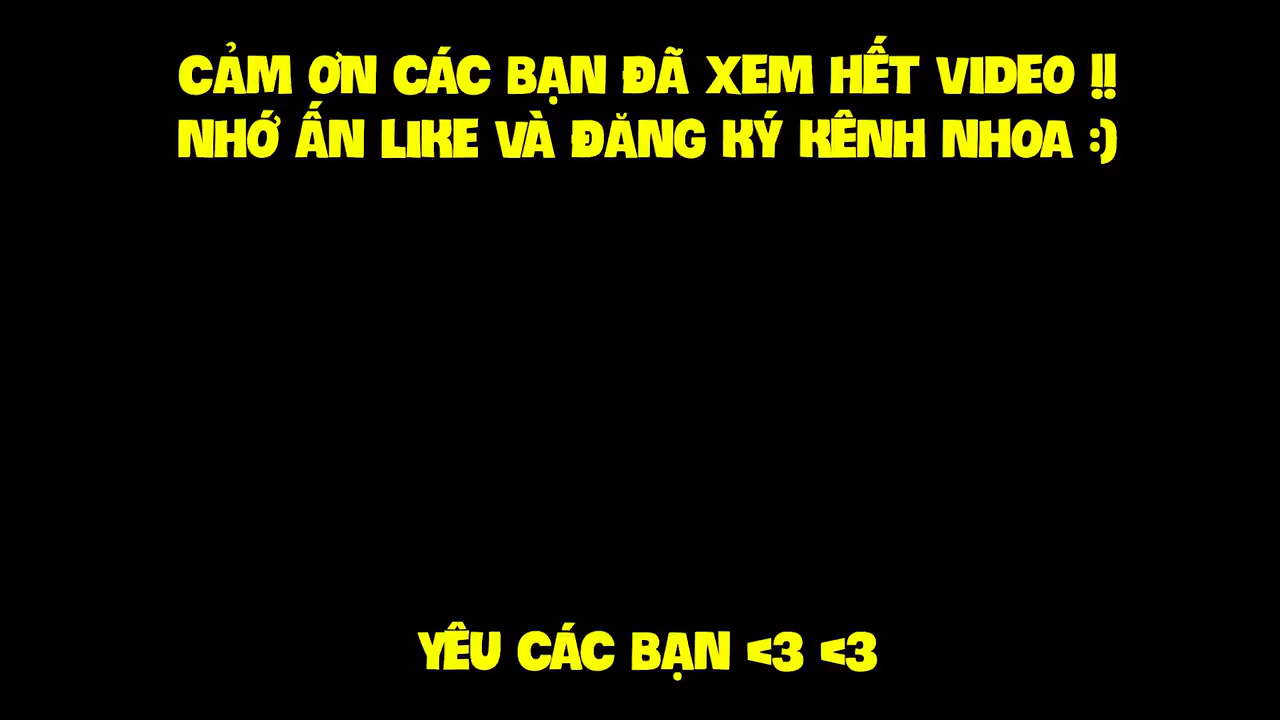 CẢM ƠN CÁC BẠN ĐÃ XEM HẾT VIDEO !!
NHỚ ẤN LIKE VÀ ĐĂNG KÝ KÊNH NHOA :)
YÊU CÁC BẠN <3 <3